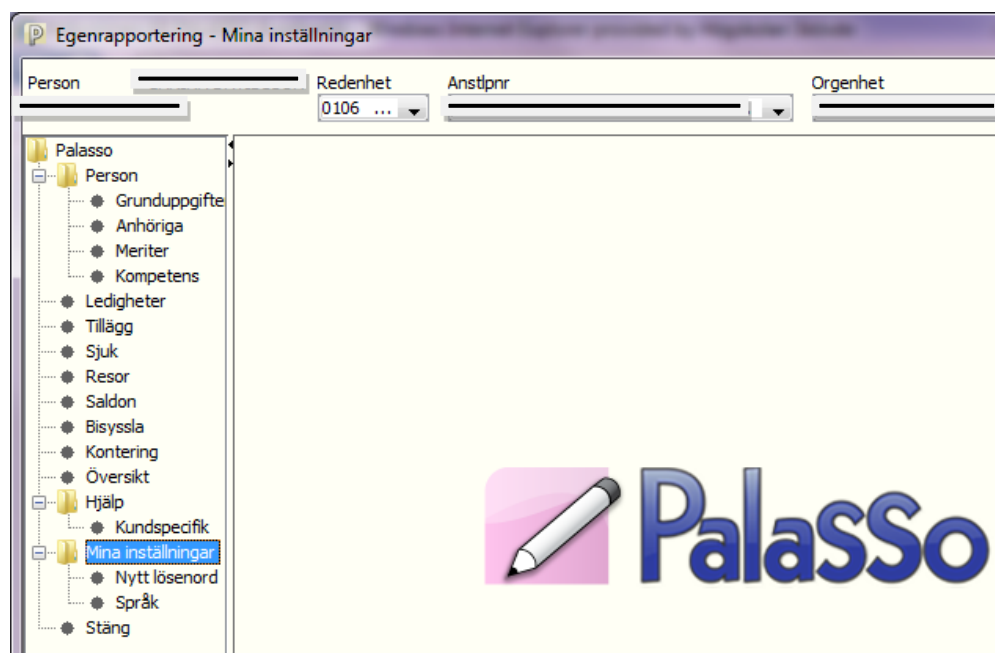 Egenrapportering - Mina inställningar
Person Redenhet Anstlpnr Orgenhet
0106 ...
Palasso
Person
Grunduppgifte
Anhöriga
Meriter
Kompetens
Ledigheter
Tillägg
Sjuk
Resor
Saldon
Bisyssla
Kontering
Översikt
Hjälp
Kundspecifik
Mina inställningar
Nytt lösenord
Språk
Stäng
PalaSSo